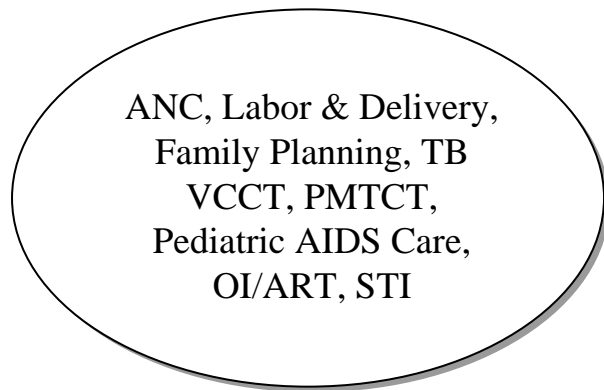 ANC, Labor & Delivery,
Family Planning, TB
VCCT, PMTCT,
Pediatric AIDS Care,
OI/ART, STI